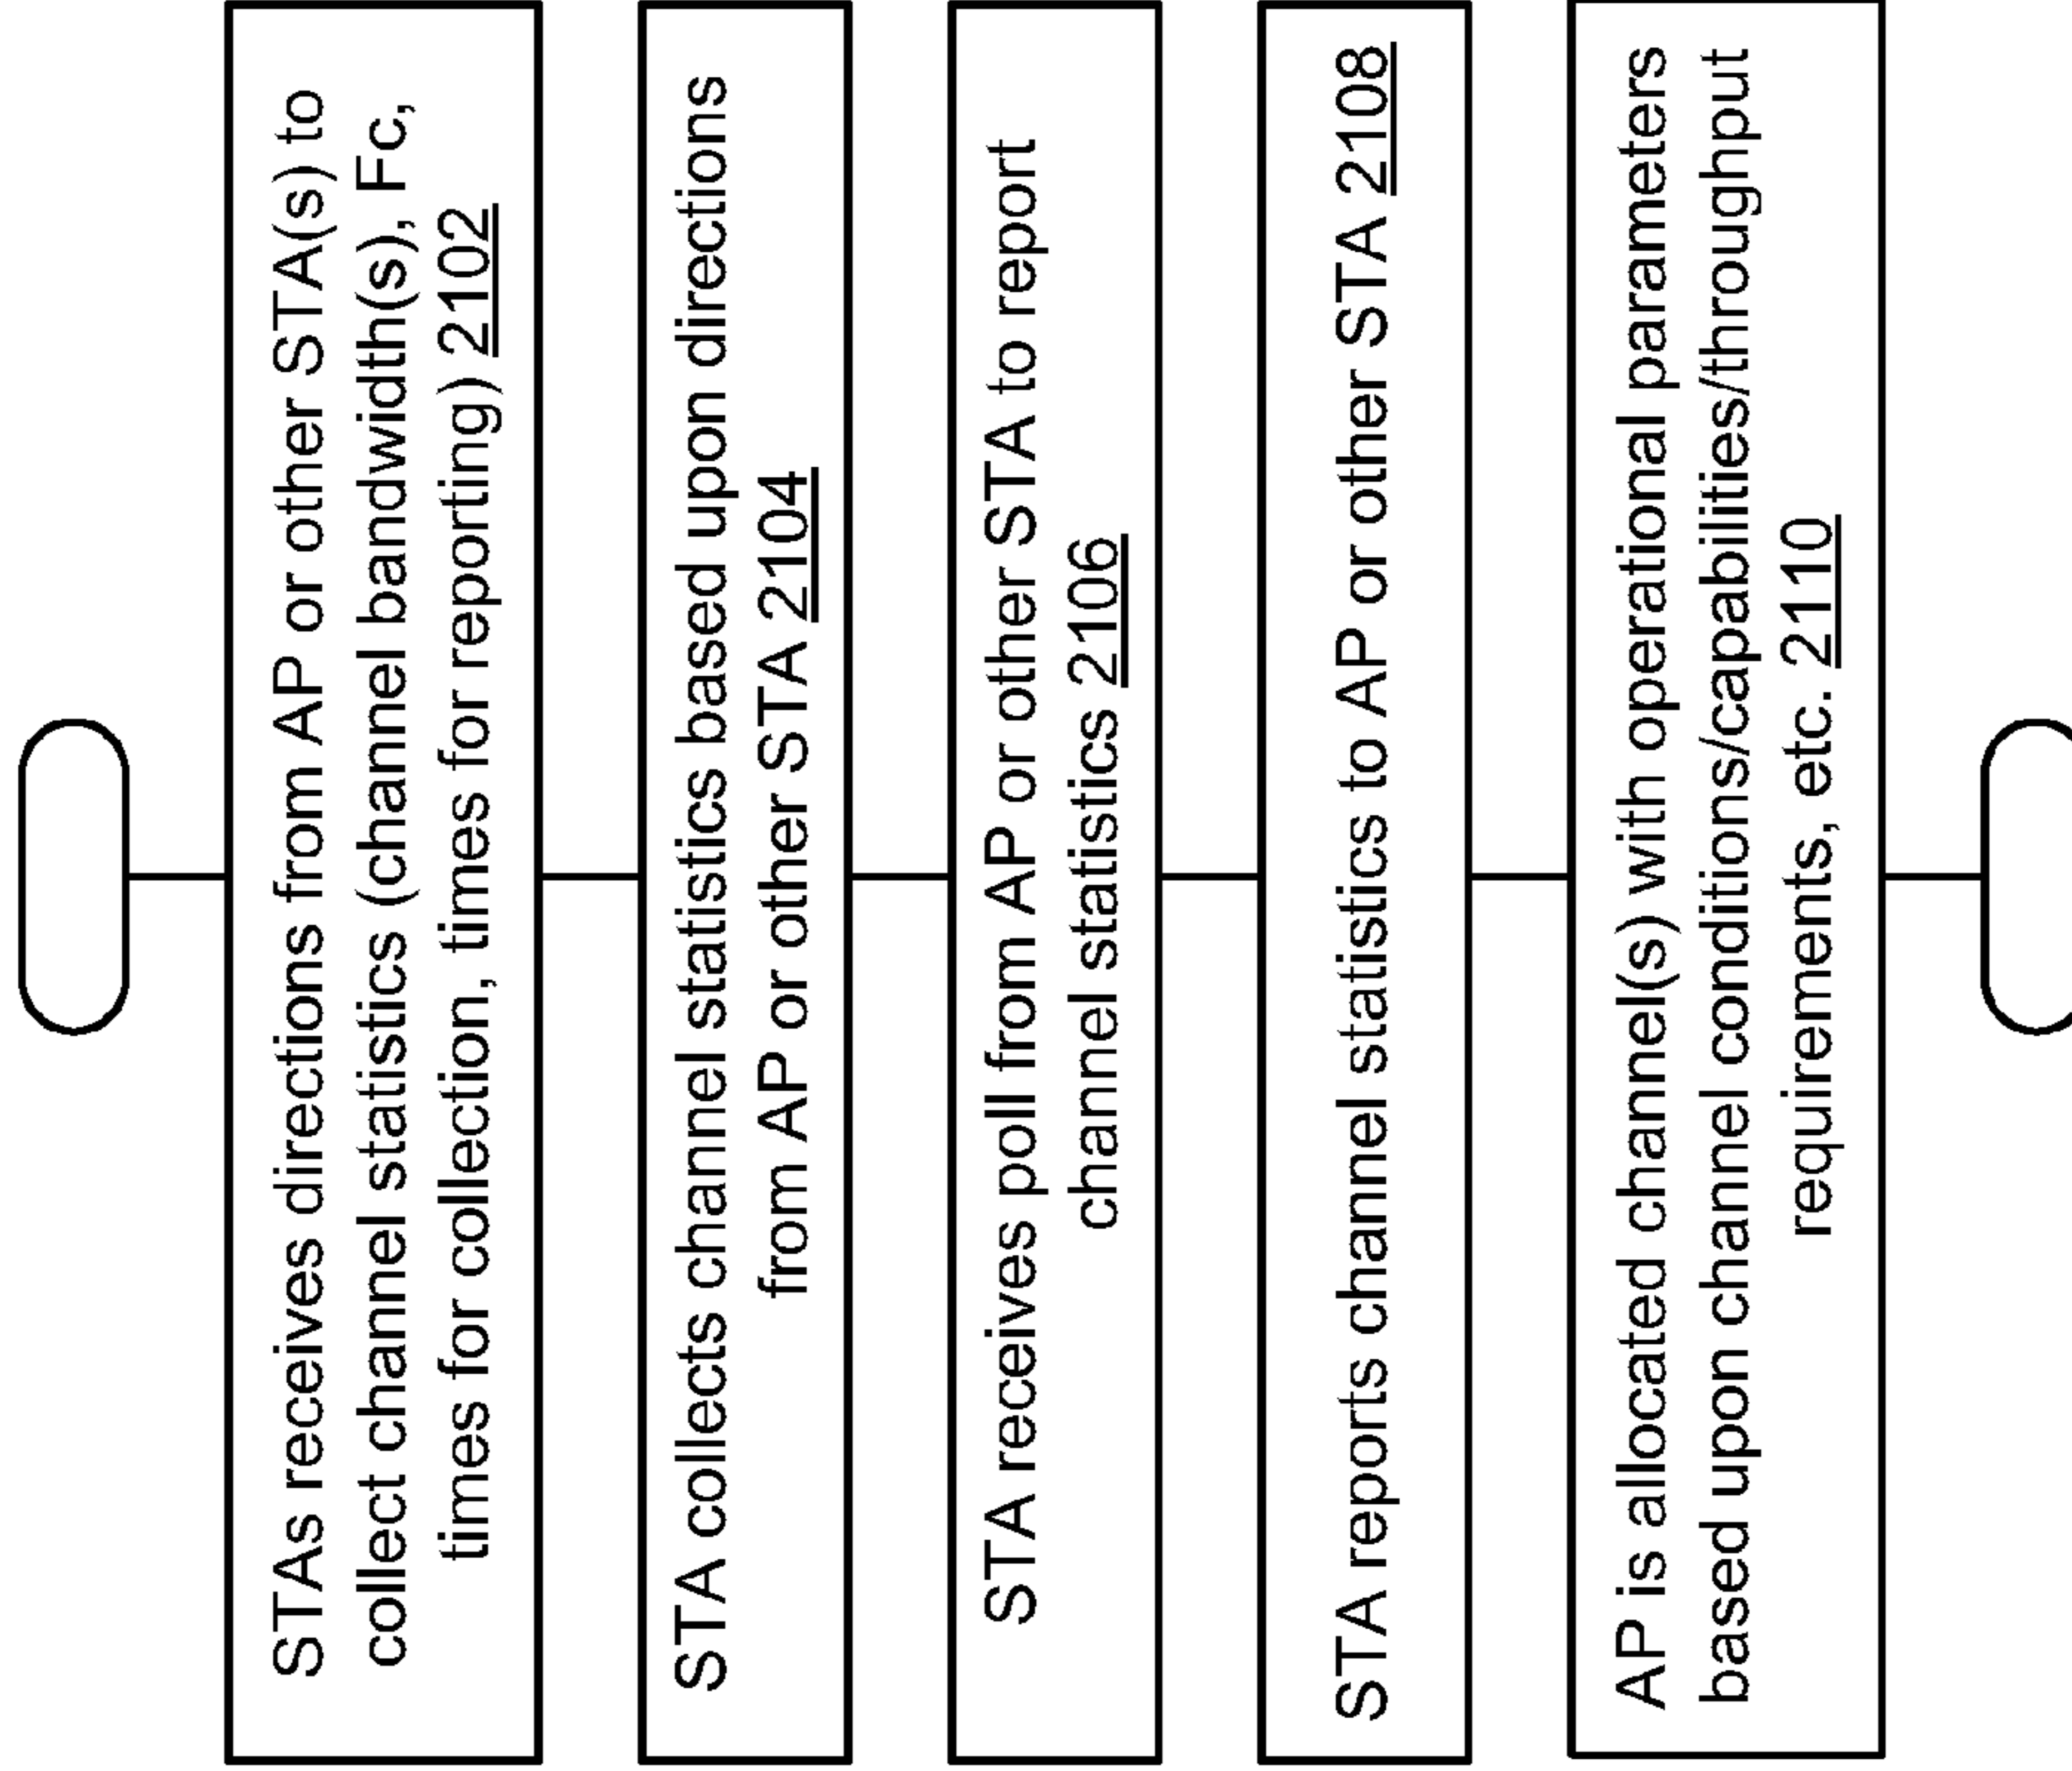 STAs receives directions from AP or other STA(s) to
collect channel statistics (channel bandwidth(s), Fc,
times for collection, times for reporting) 2102
STA collects channel statistics based upon directions
from AP or other STA 2104
STA receives poll from AP or other STA to report
channel statistics 2106
STA reports channel statistics to AP or other STA 2108
AP is allocated channel(s) with operational parameters
based upon channel conditions/capabilities/throughput
requirements, etc. 2110